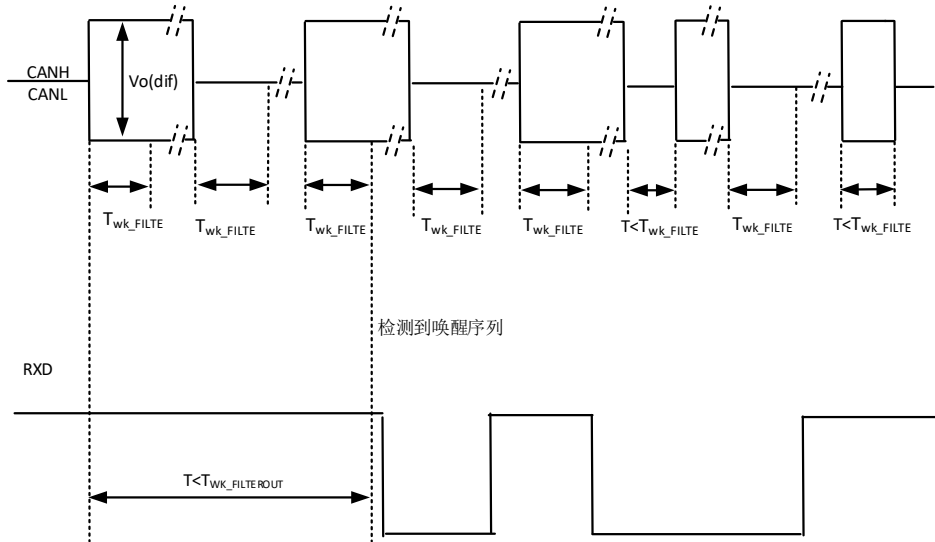 CANH
CANL
Vo(dif)
Twk_FILTE
Twk_FILTE
Twk_FILTE
Twk_FILTE
Twk_FILTE
T<Twk_FILTE
Twk_FILTE
T<Twk_FILTE
检测到唤醒序列
RXD
T<TWK_FILTEROUT